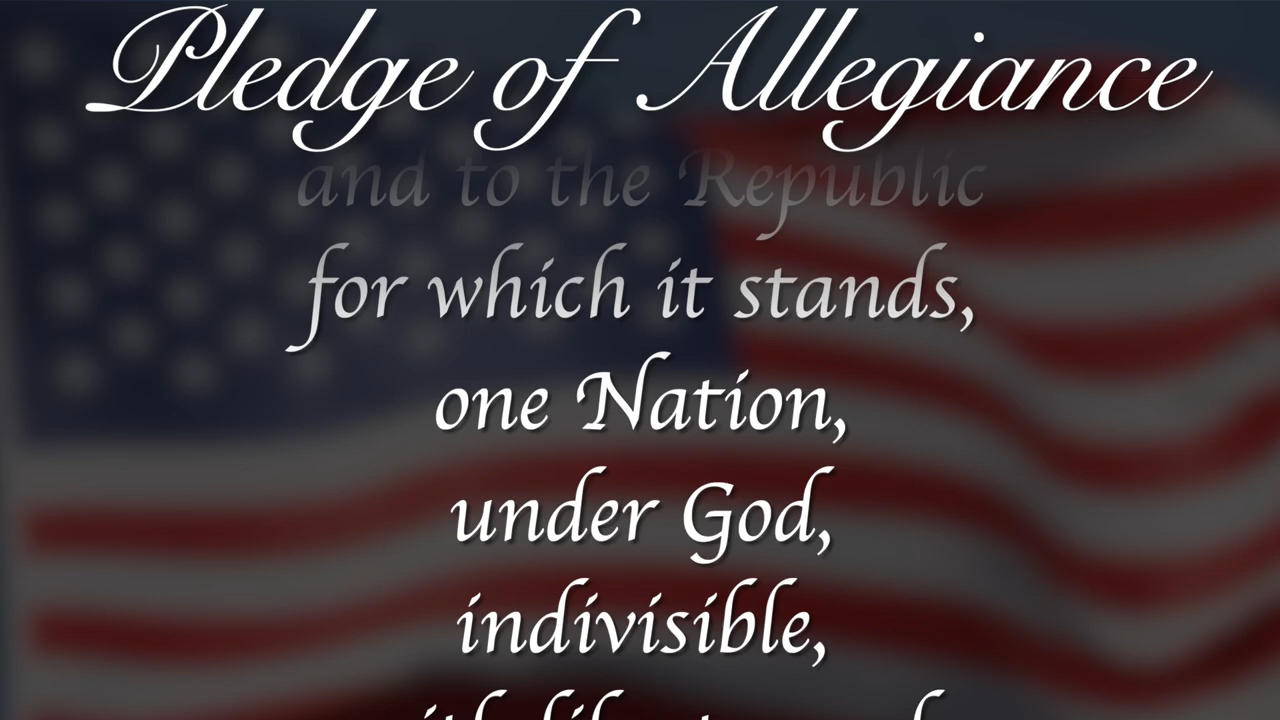 Pledge of Allegiance
and to the Republic
for which it stands,
one Nation,
under God,
indivisible,